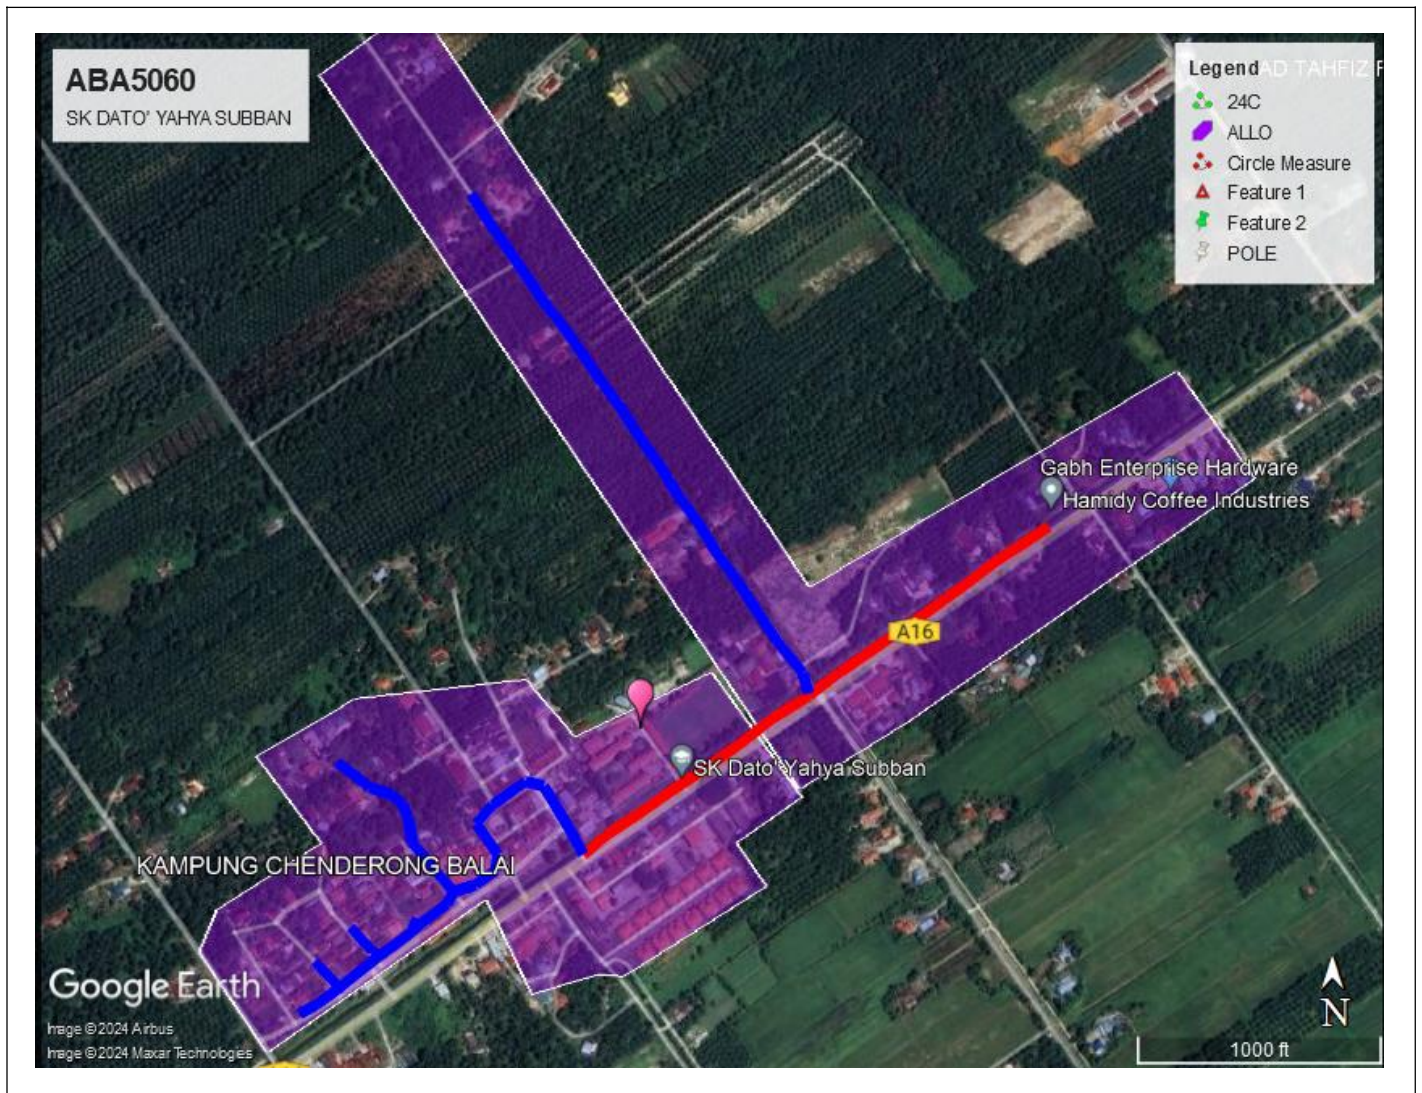 ABA5060
SK DATO' YAHYA SUBBAN
Legend
AD TAHFIZ
24C
ALLO
Circle Measure
Feature 1
Feature 2
POLE
Gabh Enterprise Hardware
Hamidy Coffee Industries
A16
SK Dato' Yahya Subban
KAMPUNG CHENDERONG BALAI
Google Earth
Image © 2024 Airbus
Image © 2024 Maxar Technologies
N
1000 ft